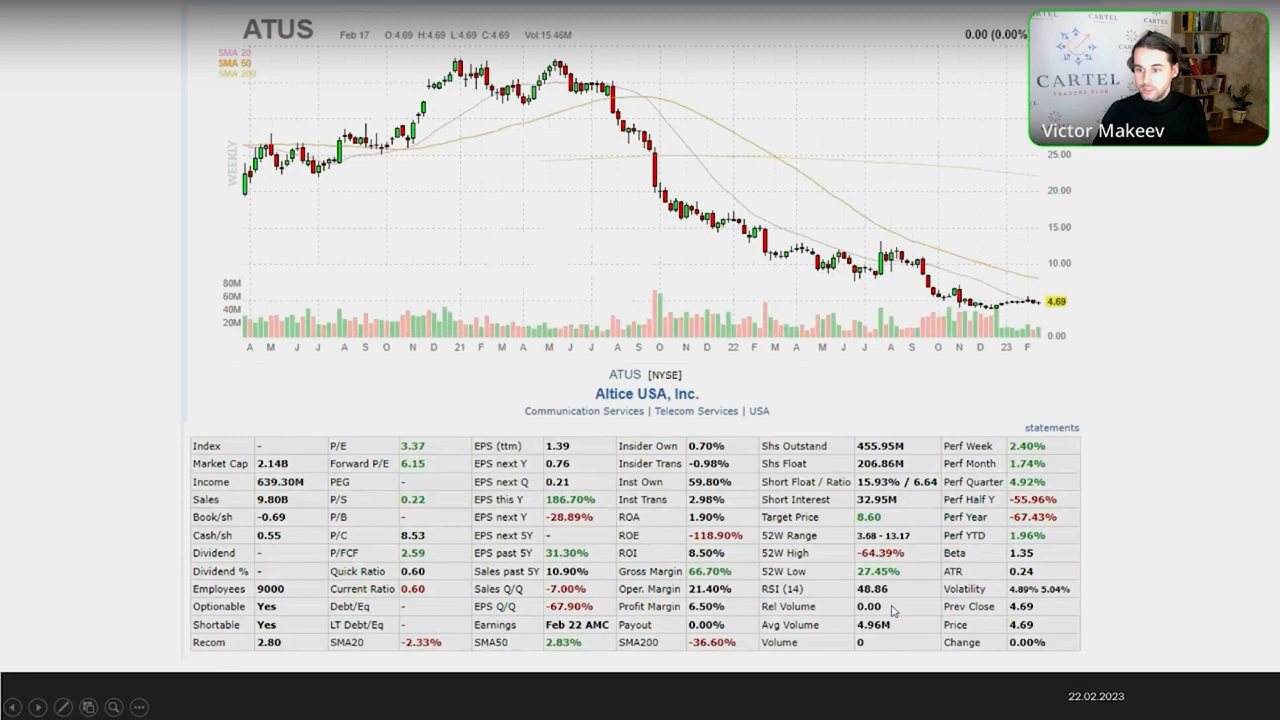 ATUS Feb 17 O:4.69 H:4.69 L:4.69 C:4.69 Vol:15.46M 0.00 (0.00%
SMA 20
SMA 50
SMA 200
CARTEL
CARTEL
CARTEL
TRADERS CLUB
Victor Makeev
WEEKLY
25.00
20.00
15.00
10.00
4.69
0.00
80M
60M
40M
20M
A M J J A S O N D 21 F M A M J J A S O N D 22 F M A M J J A S O N D 23 F
ATUS [NYSE]
Altice USA, Inc.
Communication Services | Telecom Services | USA
statements
Index - P/E 3.37 EPS (ttm) 1.39 Insider Own 0.70% Shs Outstand 455.95M Perf Week 2.40%
Market Cap 2.14B Forward P/E 6.15 EPS next Y 0.76 Insider Trans -0.98% Shs Float 206.86M Perf Month 1.74%
Income 639.30M PEG - EPS next Q 0.21 Inst Own 59.80% Short Float / Ratio 15.93% / 6.64 Perf Quarter 4.92%
Sales 9.80B P/S 0.22 EPS this Y 186.70% Inst Trans 2.98% Short Interest 32.95M Perf Half Y -55.96%
Book/sh -0.69 P/B - EPS next Y -28.89% ROA 1.90% Target Price 8.60 Perf Year -67.43%
Cash/sh 0.55 P/C 8.53 EPS next 5Y - ROE -118.90% 52W Range 3.68 - 13.17 Perf YTD 1.96%
Dividend - P/FCF 2.59 EPS past 5Y 31.30% ROI 8.50% 52W High -64.39% Beta 1.35
Dividend % - Quick Ratio 0.60 Sales past 5Y 10.90% Gross Margin 66.70% 52W Low 27.45% ATR 0.24
Employees 9000 Current Ratio 0.60 Sales Q/Q -7.00% Oper. Margin 21.40% RSI (14) 48.86 Volatility 4.89% 5.04%
Optionable Yes Debt/Eq - EPS Q/Q -67.90% Profit Margin 6.50% Rel Volume 0.00 Prev Close 4.69
Shortable Yes LT Debt/Eq - Earnings Feb 22 AMC Payout 0.00% Avg Volume 4.96M Price 4.69
Recom 2.80 SMA20 -2.33% SMA50 2.83% SMA200 -36.60% Volume 0 Change 0.00%
22.02.2023